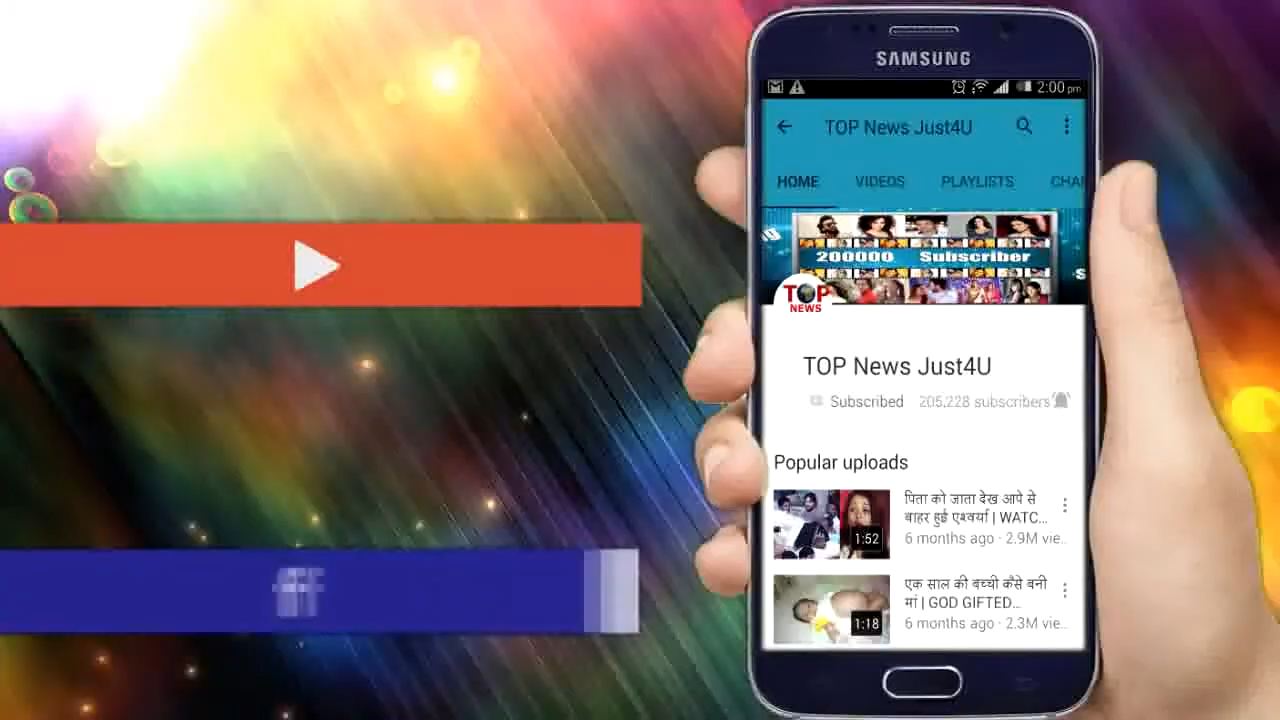 SAMSUNG
2:00 pm
TOP News Just4U
HOME VIDEOS PLAYLISTS CHA
200000 Subscriber
TOP
NEWS
TOP News Just4U
Subscribed 205,228 subscribers
Popular uploads
पिता को जाता देख आपे से
बाहर हुई एश्वर्या | WATC...
6 months ago · 2.9M vie..
1:52
एक साल की बच्ची कैसे बनी
मां | GOD GIFTED...
6 months ago · 2.3M vie..
1:18